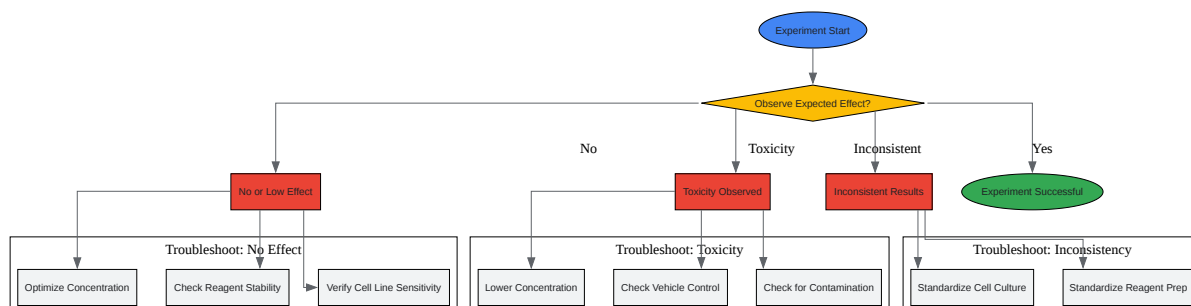 Experiment Start
Observe Expected Effect?
No
Toxicity
Inconsistent
Yes
No or Low Effect
Toxicity Observed
Inconsistent Results
Experiment Successful
Troubleshoot: No Effect
Troubleshoot: Toxicity
Troubleshoot: Inconsistency
Optimize Concentration
Check Reagent Stability
Verify Cell Line Sensitivity
Lower Concentration
Check Vehicle Control
Check for Contamination
Standardize Cell Culture
Standardize Reagent Prep